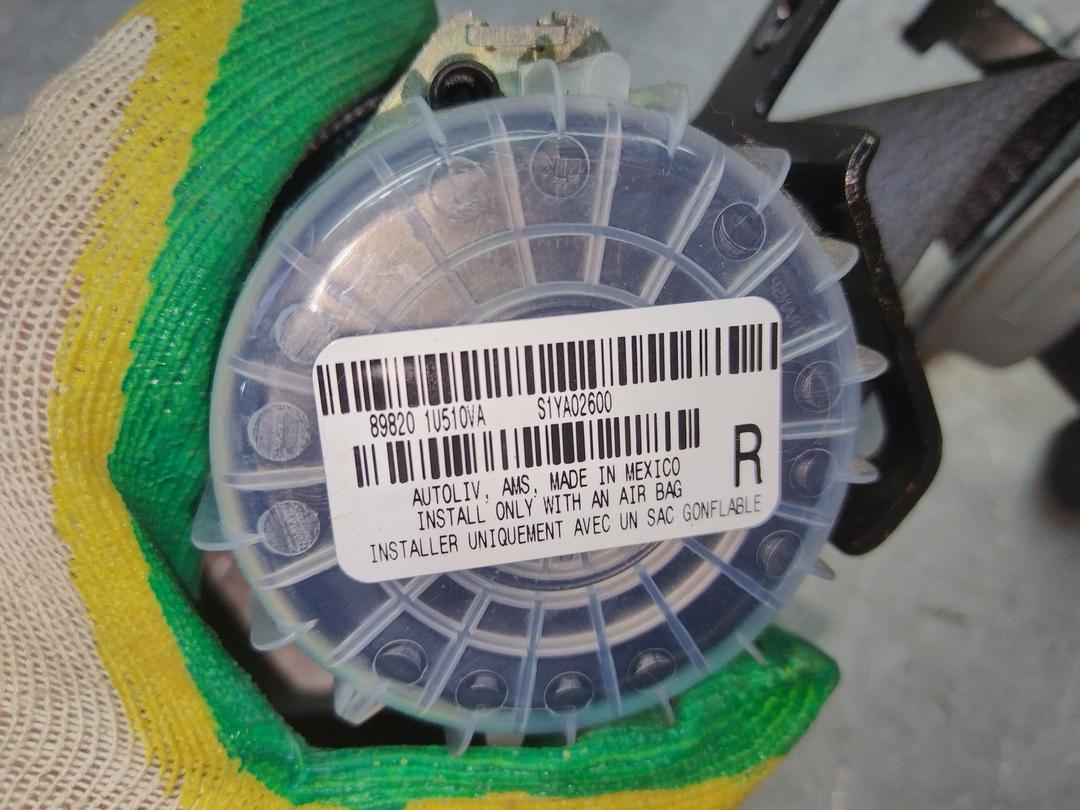 89820 1U510VA S1YA02600
AUTOLIV, AMS, MADE IN MEXICO
R
INSTALL ONLY WITH AN AIR BAG
INSTALLER UNIQUEMENT AVEC UN SAC GONFLABLE